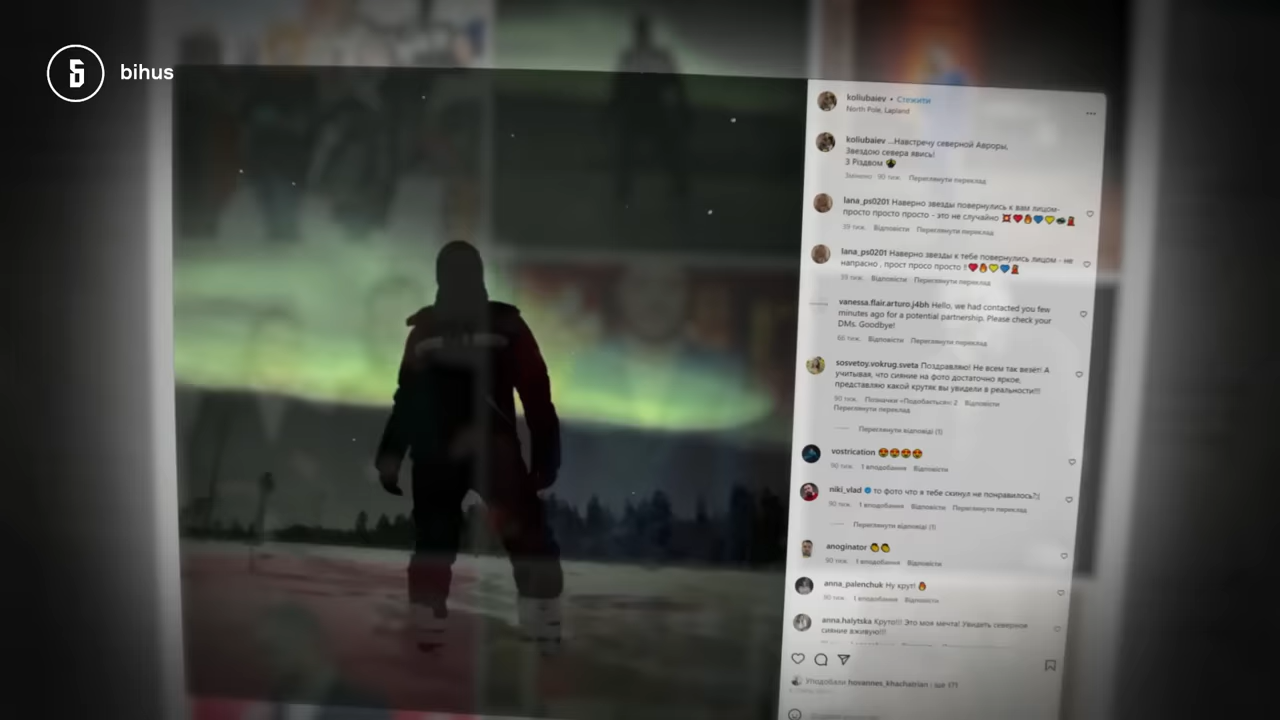 bihus
koliubaiev • Стежити
North Pole, Lapland
koliubaiev ...Навстречу северной Авроры,
Звездою севера явись!
З Різдвом
Змінено · 90 тиж. Переглянути переклад
lana_ps0201 Наверно звезды повернулись к вам лицом-
просто просто просто - это не случайно
59 тиж. Відповісти Переглянути переклад
lana_ps0201 Наверно звезды к тебе повернулись лицом - не
напрасно , прост просо просто !!
59 тиж. Відповісти Переглянути переклад
vanessa.flair.arturo.j4bh Hello, we had contacted you few
minutes ago for a potential partnership. Please check your
DMs. Goodbye!
66 тиж. Відповісти Переглянути переклад
sosvetoy.vokrug.sveta Поздравляю! Не всем так везёт! А
учитывая, что сияние на фото достаточно яркое,
представляю какой крутяк вы увидели в реальности!!!
90 тиж. Позначки «Подобається»: 2 Відповісти
Переглянути переклад
Переглянути відповіді (1)
vostrication 😍😍😍😍
90 тиж. 1 вподобання Відповісти
niki_vlad то фото что я тебе скинул не понравилось?;(
90 тиж. 1 вподобання Відповісти Переглянути переклад
Переглянути відповіді (1)
anoginator 👏👏
90 тиж. 1 вподобання Відповісти
anna_palenchuk Ну крут! 🔥
90 тиж. 1 вподобання Відповісти
anna.halytska Круто!!! Это моя мечта! Увидеть северное
сияние вживую!!!
Уподобали hovannes_khachatrian і ще 171